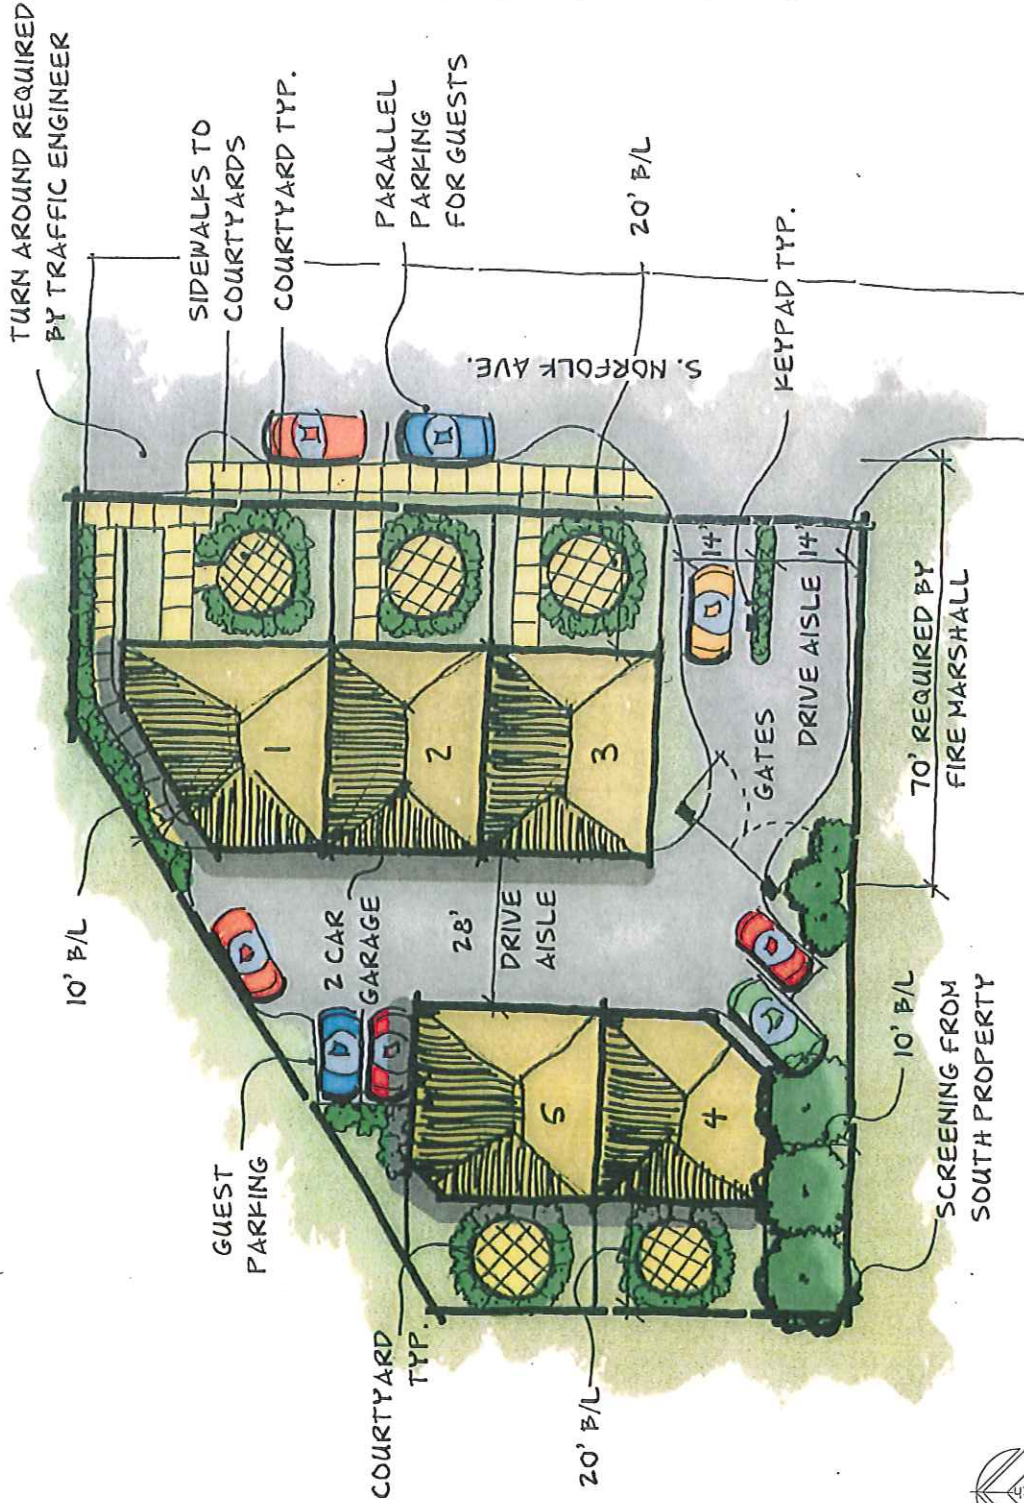 TURN AROUND REQUIRED
BY TRAFFIC ENGINEER
SIDEWALKS TO
COURTYARDS
COURTYARD TYP.
PARALLEL
PARKING
FOR GUESTS
20' B/L
S. NORFOLK AVE.
KEYPAD TYP.
14'
14'
DRIVE AISLE
GATES
70' REQUIRED BY
FIRE MARSHALL
1
2
3
10' B/L
2 CAR
GARAGE
28'
DRIVE
AISLE
5
4
GUEST
PARKING
10' B/L
SCREENING FROM
SOUTH PROPERTY
COURTYARD
TYP.
20' B/L